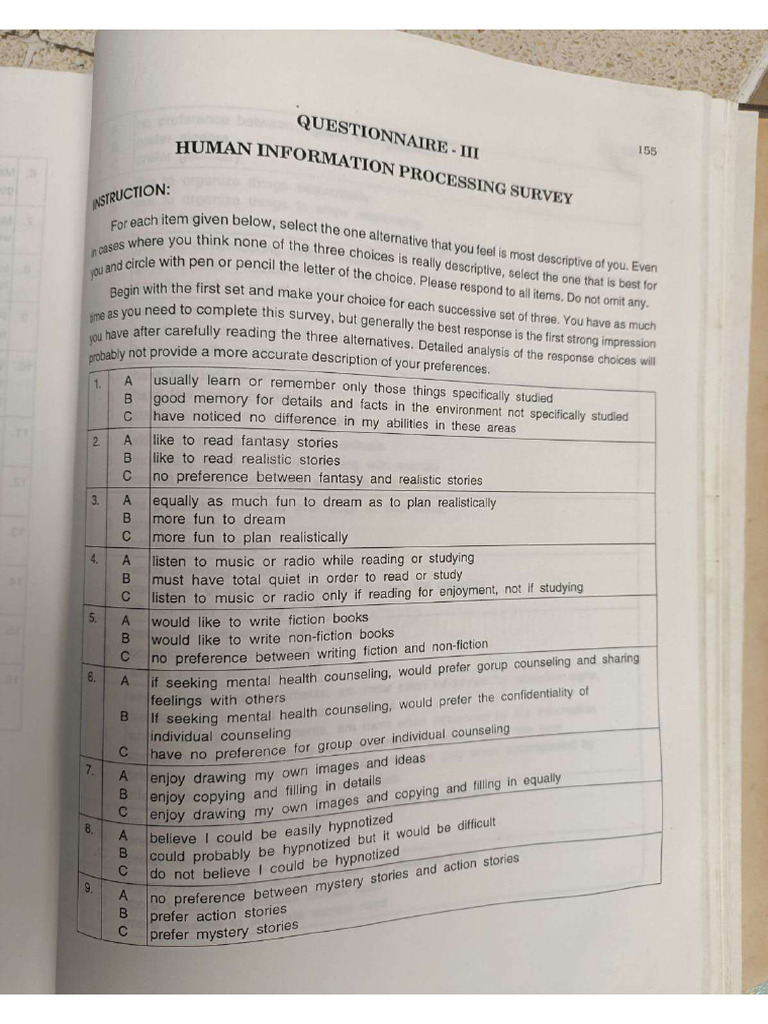 155
QUESTIONNAIRE - III
HUMAN INFORMATION PROCESSING SURVEY
INSTRUCTION:
For each item given below, select the one alternative that you feel is most descriptive of you. Even
in cases where you think none of the three choices is really descriptive, select the one that is best for
you and circle with pen or pencil the letter of the choice. Please respond to all items. Do not omit any.
Begin with the first set and make your choice for each successive set of three. You have as much
time as you need to complete this survey, but generally the best response is the first strong impression
you have after carefully reading the three alternatives. Detailed analysis of the response choices will
probably not provide a more accurate description of your preferences.
1. A usually learn or remember only those things specifically studied
B good memory for details and facts in the environment not specifically studied
C have noticed no difference in my abilities in these areas
2. A like to read fantasy stories
B like to read realistic stories
C no preference between fantasy and realistic stories
3. A equally as much fun to dream as to plan realistically
B more fun to dream
C more fun to plan realistically
4. A listen to music or radio while reading or studying
B must have total quiet in order to read or study
C listen to music or radio only if reading for enjoyment, not if studying
5. A would like to write fiction books
B would like to write non-fiction books
C no preference between writing fiction and non-fiction
6. A if seeking mental health counseling, would prefer gorup counseling and sharing
feelings with others
B If seeking mental health counseling, would prefer the confidentiality of
individual counseling
C have no preference for group over individual counseling
7. A enjoy drawing my own images and ideas
B enjoy copying and filling in details
C enjoy drawing my own images and copying and filling in equally
8. A believe I could be easily hypnotized
B could probably be hypnotized but it would be difficult
C do not believe I could be hypnotized
9. A no preference between mystery stories and action stories
B prefer action stories
C prefer mystery stories